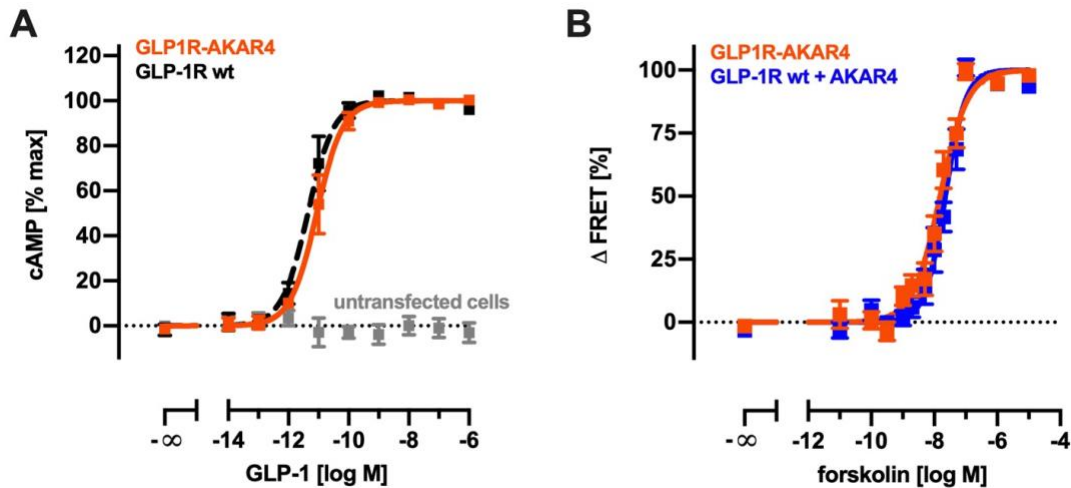 A
GLP1R-AKAR4
GLP-1R wt
cAMP [% max]
120
100
80
60
40
20
0
untransfected cells
-∞ -14 -12 -10 -8 -6
GLP-1 [log M]
B
GLP1R-AKAR4
GLP-1R wt + AKAR4
Δ FRET [%]
100
75
50
25
0
-∞ -12 -10 -8 -6 -4
forskolin [log M]